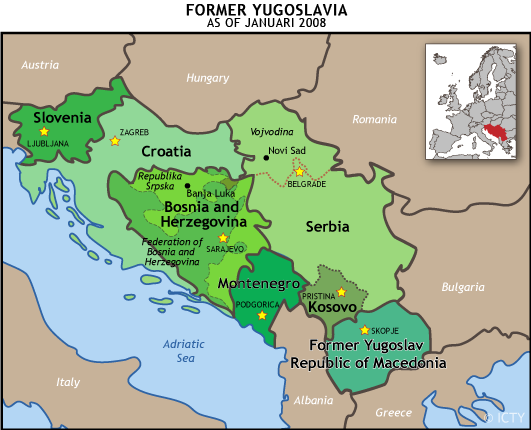 FORMER YUGOSLAVIA
AS OF JANUARI 2008
Austria
Hungary
Romania
Slovenia
LJUBLJANA
ZAGREB
Croatia
Vojvodina
Novi Sad
BELGRADE
Republika
Srpska
Banja Luka
Bosnia and
Herzegovina
Federation of
Bosnia and
Herzegovina
SARAJEVO
Serbia
Montenegro
PODGORICA
PRISTINA
Kosovo
Bulgaria
SKOPJE
Former Yugoslav
Republic of Macedonia
Adriatic
Sea
Italy
Albania
Greece
© ICTY